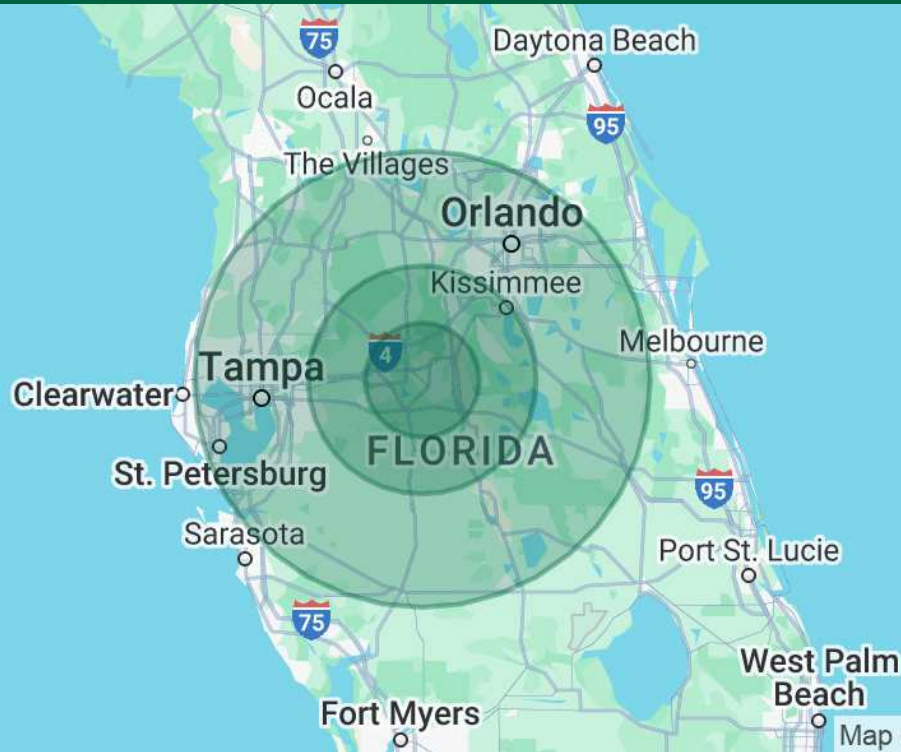 75
Daytona Beach
Ocala
95
The Villages
Orlando
Kissimmee
4
Melbourne
Tampa
Clearwater
FLORIDA
St. Petersburg
95
Sarasota
Port St. Lucie
75
West Palm
Beach
Fort Myers
Map